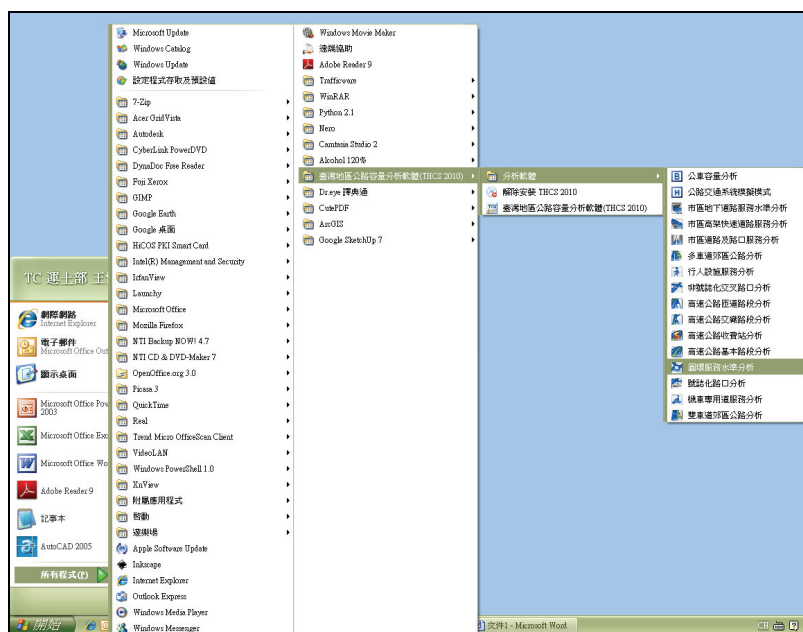 Microsoft Update
Windows Catalog
Windows Update
設定程式存取及預設值
7-Zip
Acer GridVista
Autodesk
CyberLink PowerDVD
DynaDoc Free Reader
Fuji Xerox
GIMP
Google Earth
Google 桌面
HiCOS PKI Smart Card
Intel(R) Management and Security
IrfanView
Launchy
Microsoft Office
Mozilla Firefox
NTI Backup NOW! 4.7
NTI CD & DVD-Maker 7
OpenOffice.org 3.0
Picasa 3
QuickTime
Real
Trend Micro OfficeScan Client
VideoLAN
Windows PowerShell 1.0
XnView
附屬應用程式
啓動
遊樂場
Apple Software Update
Inkscape
Internet Explorer
Outlook Express
Windows Media Player
Windows Messenger
Windows Movie Maker
遠端協助
Adobe Reader 9
Trafficware
WinRAR
Python 2.1
Nero
Camtasia Studio 2
Alcohol 120%
臺灣地區公路容量分析軟體(THCS 2010)
Dr.eye 譯典通
CutePDF
ArcGIS
Google SketchUp 7
分析軟體
解除安裝 THCS 2010
臺灣地區公路容量分析軟體(THCS 2010)
公車容量分析
公路交通系統模擬模式
市區地下道路服務水準分析
市區高架快速道路服務分析
市區道路及路口服務分析
多車道郊區公路分析
行人設施服務分析
非號誌化交叉路口分析
高速公路匝道路段分析
高速公路交織路段分析
高速公路收費站分析
高速公路基本路段分析
圓環服務水準分析
號誌化路口分析
機車專用道服務分析
雙車道郊區公路分析
TC 運土部 王
網際網路
Internet Explorer
電子郵件
Microsoft Office Out
顯示桌面
Microsoft Office Pow
2003
Microsoft Office Exc
Microsoft Office Wo
Adobe Reader 9
記事本
AutoCAD 2005
所有程式(P)
開始
文件1 - Microsoft Word
CH